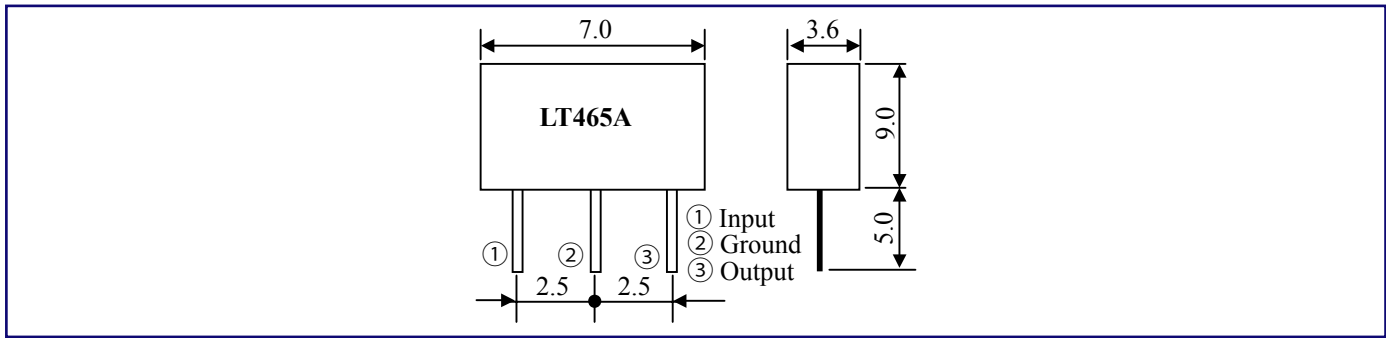 7.0
3.6
LT465A
9.0
① Input
② Ground
③ Output
①
②
③
5.0
2.5
2.5